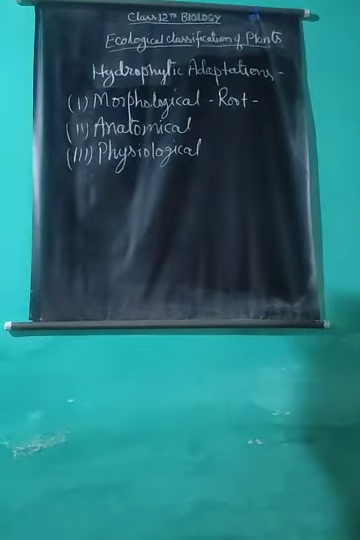 Class 12TH BIOLOGY
Ecological classification of Plants
Hydrophytic Adaptations -
(I) Morphological - Root -
(II) Anatomical
(III) Physiological